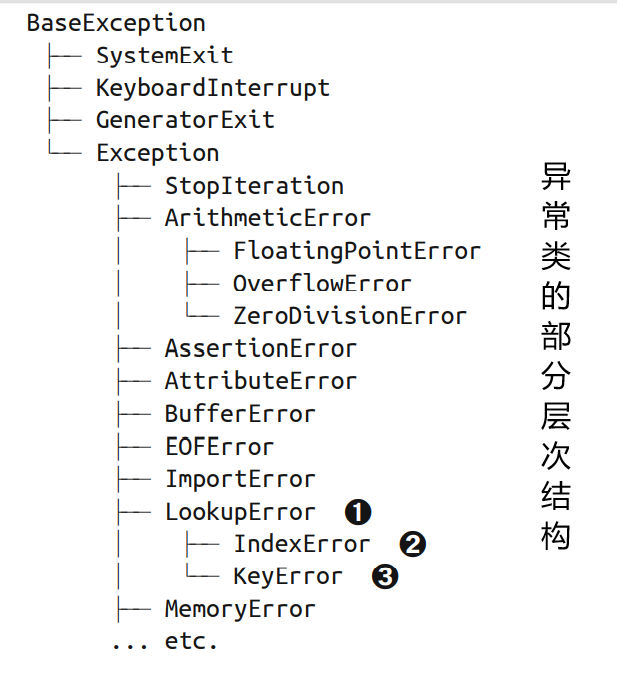 BaseException
├── SystemExit
├── KeyboardInterrupt
├── GeneratorExit
└── Exception
├── StopIteration
├── ArithmeticError
│ ├── FloatingPointError
│ ├── OverflowError
│ └── ZeroDivisionError
├── AssertionError
├── AttributeError
├── BufferError
├── EOFError
├── ImportError
├── LookupError ❶
│ ├── IndexError ❷
│ └── KeyError ❸
├── MemoryError
... etc.
异常类的部分层次结构